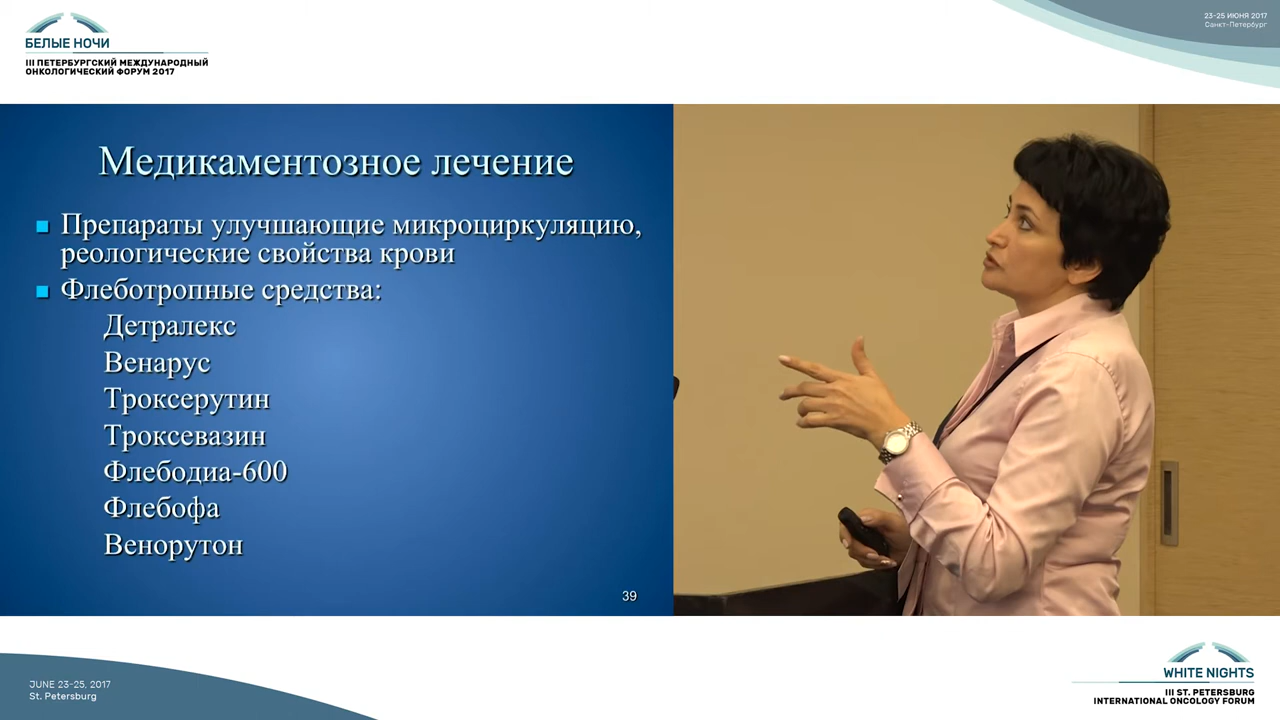 БЕЛЫЕ НОЧИ
III ПЕТЕРБУРГСКИЙ МЕЖДУНАРОДНЫЙ
ОНКОЛОГИЧЕСКИЙ ФОРУМ 2017
23-25 ИЮНЯ 2017
Санкт-Петербург
Медикаментозное лечение
Препараты улучшающие микроциркуляцию,
реологические свойства крови
Флеботропные средства:
Детралекс
Венарус
Троксерутин
Троксевазин
Флебодиа-600
Флебофа
Венорутон
39
JUNE 23-25, 2017
St. Petersburg
WHITE NIGHTS
III ST. PETERSBURG
INTERNATIONAL ONCOLOGY FORUM